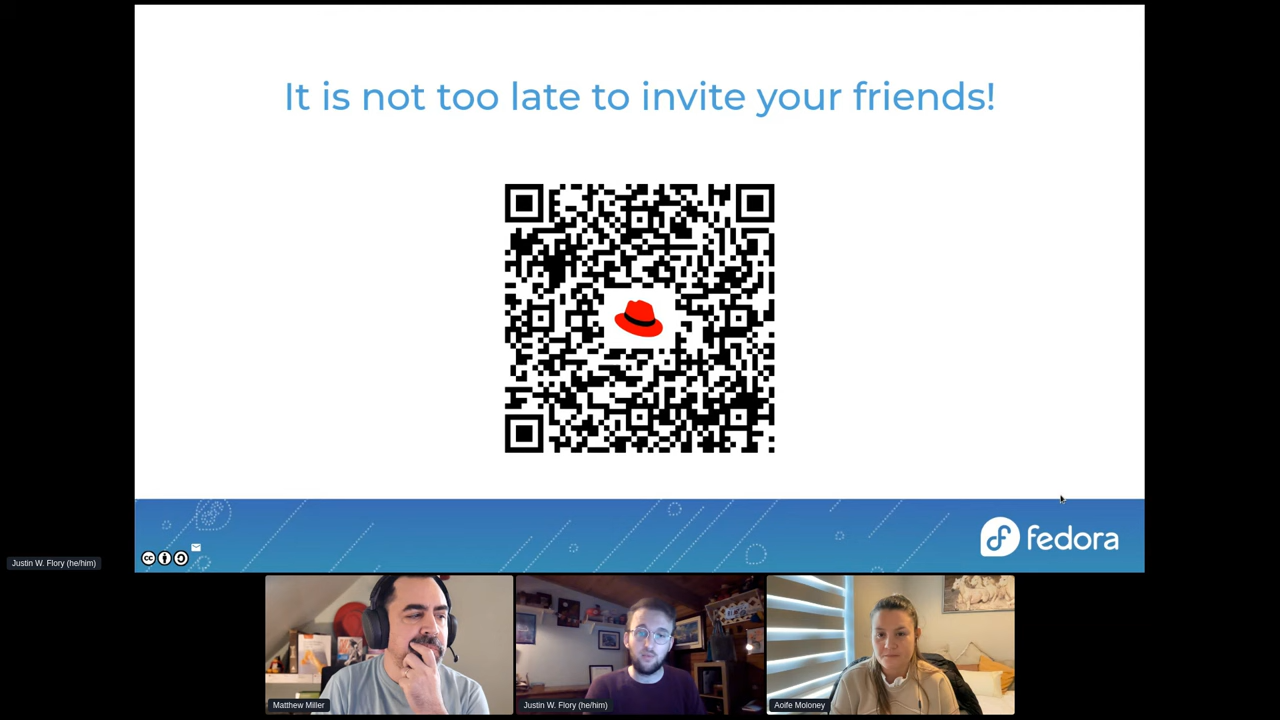 It is not too late to invite your friends!
fedora
cc
Justin W. Flory (he/him)
Matthew Miller
Justin W. Flory (he/him)
Aoife Moloney